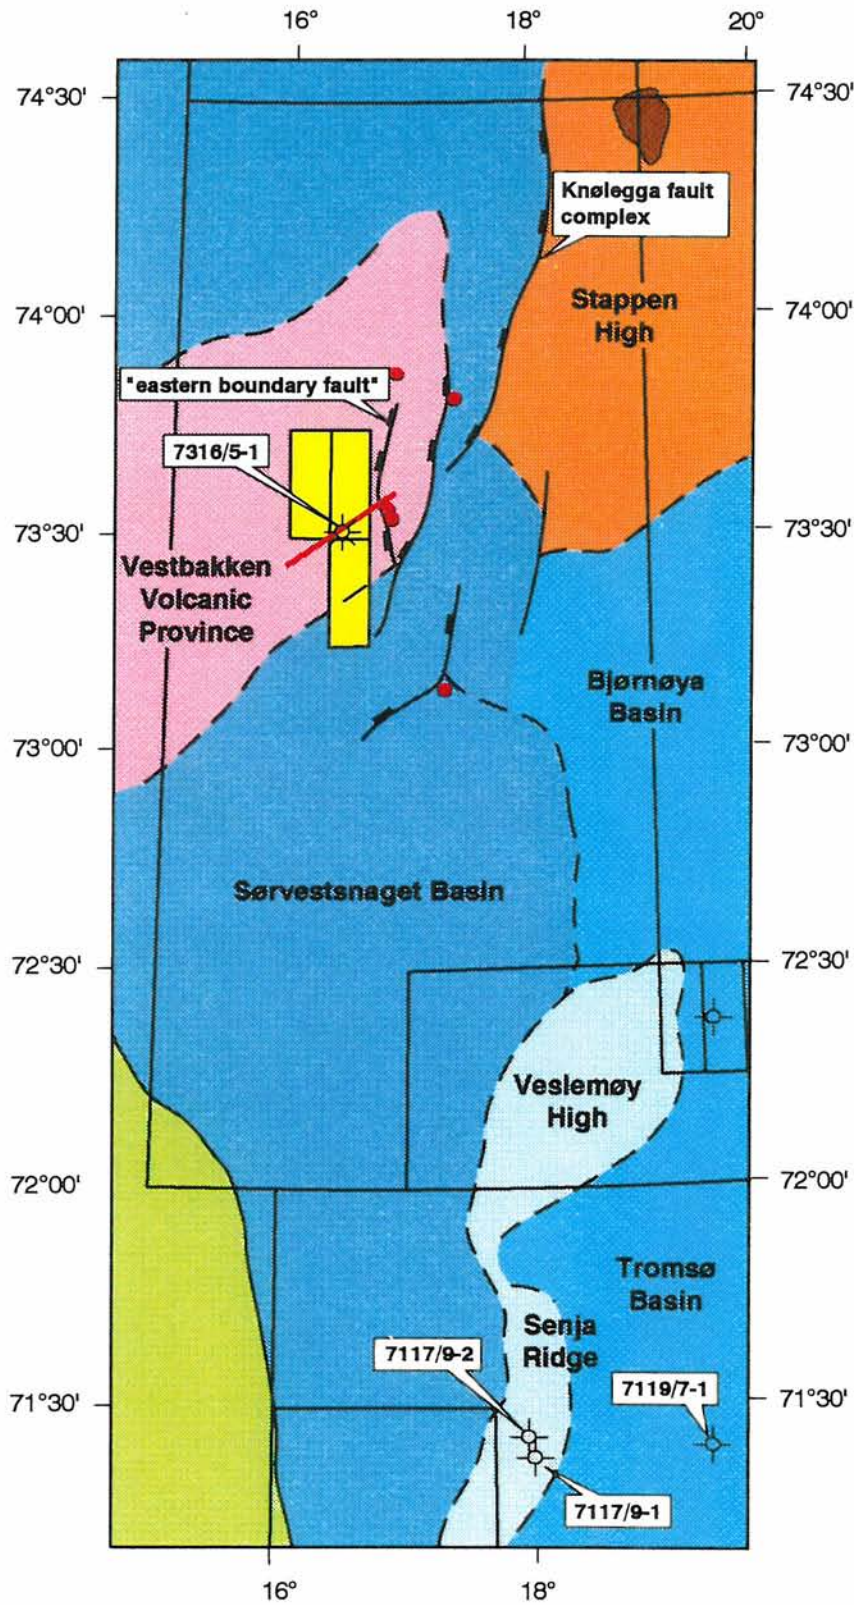 16°
18°
20°
74°30'
74°30'
Knølegga fault
complex
Stappen
High
74°00'
74°00'
"eastern boundary fault"
7316/5-1
73°30'
73°30'
Vestbakken
Volcanic
Province
Bjørnøya
Basin
73°00'
73°00'
Sørvestsnaget Basin
72°30'
72°30'
Veslemøy
High
72°00'
72°00'
Tromsø
Basin
Senja
Ridge
7117/9-2
7119/7-1
71°30'
71°30'
7117/9-1
16°
18°